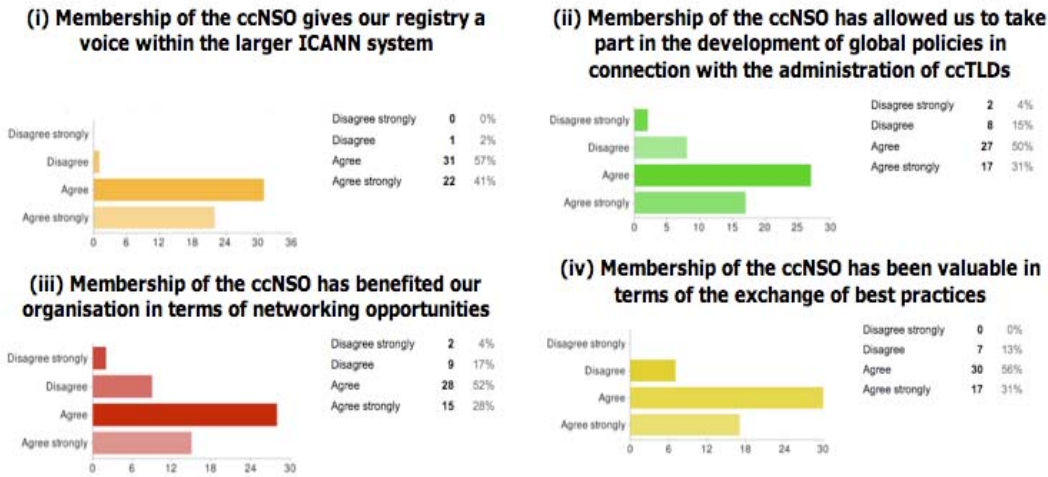 (i) Membership of the ccNSO gives our registry a
voice within the larger ICANN system
Disagree strongly
Disagree
Agree
Agree strongly
0 6 12 18 24 30 36
Disagree strongly 0 0%
Disagree 1 2%
Agree 31 57%
Agree strongly 22 41%
(ii) Membership of the ccNSO has allowed us to take
part in the development of global policies in
connection with the administration of ccTLDs
Disagree strongly
Disagree
Agree
Agree strongly
0 5 10 15 20 25 30
Disagree strongly 2 4%
Disagree 8 15%
Agree 27 50%
Agree strongly 17 31%
(iii) Membership of the ccNSO has benefited our
organisation in terms of networking opportunities
Disagree strongly
Disagree
Agree
Agree strongly
0 6 12 18 24 30
Disagree strongly 2 4%
Disagree 9 17%
Agree 28 52%
Agree strongly 15 28%
(iv) Membership of the ccNSO has been valuable in
terms of the exchange of best practices
Disagree strongly
Disagree
Agree
Agree strongly
0 6 12 18 24 30
Disagree strongly 0 0%
Disagree 7 13%
Agree 30 56%
Agree strongly 17 31%